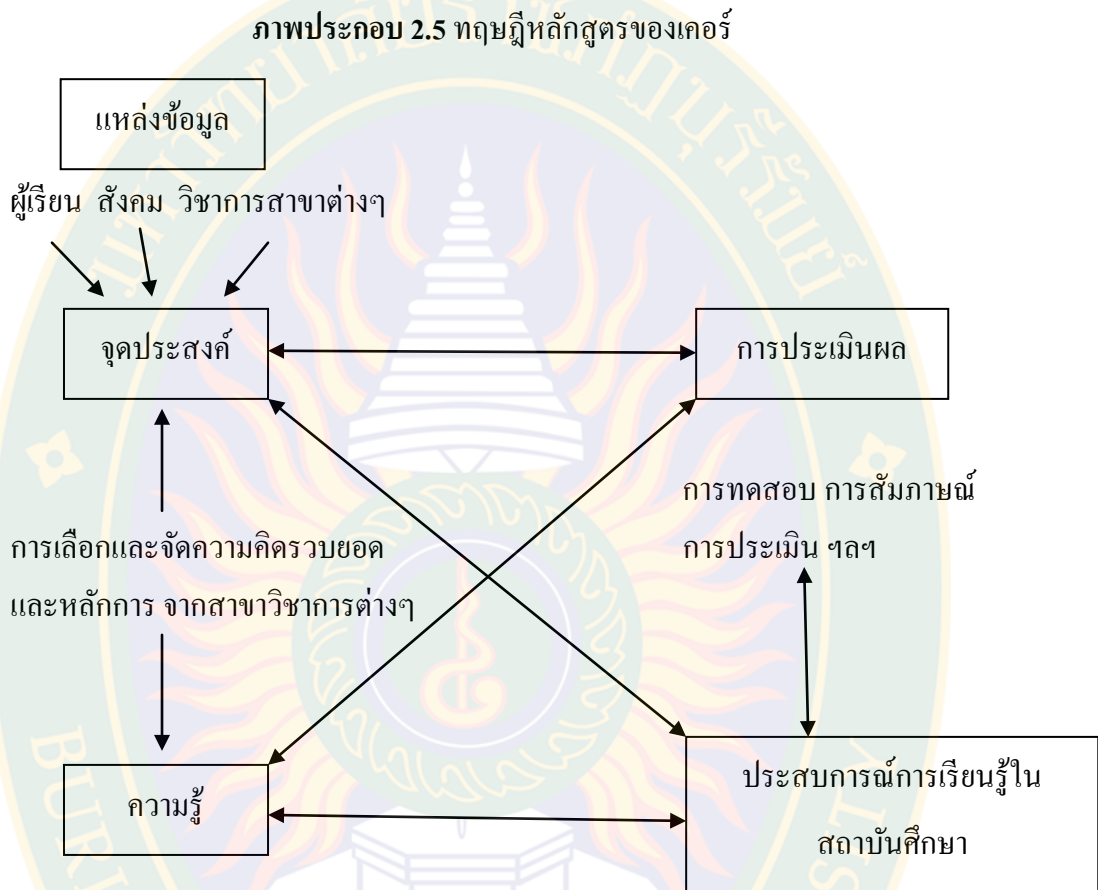 ภาพประกอบ 2.5 ทฤษฎีหลักสูตรของเคอร์
แหล่งข้อมูล
ผู้เรียน สังคม วิชาการสาขาต่างๆ
จุดประสงค์
การประเมินผล
การทดสอบ การสัมภาษณ์
การประเมิน ฯลฯ
การเลือกและจัดความคิดรวบยอด
และหลักการ จากสาขาวิชาการต่างๆ
ความรู้
ประสบการณ์การเรียนรู้ใน
สถาบันศึกษา